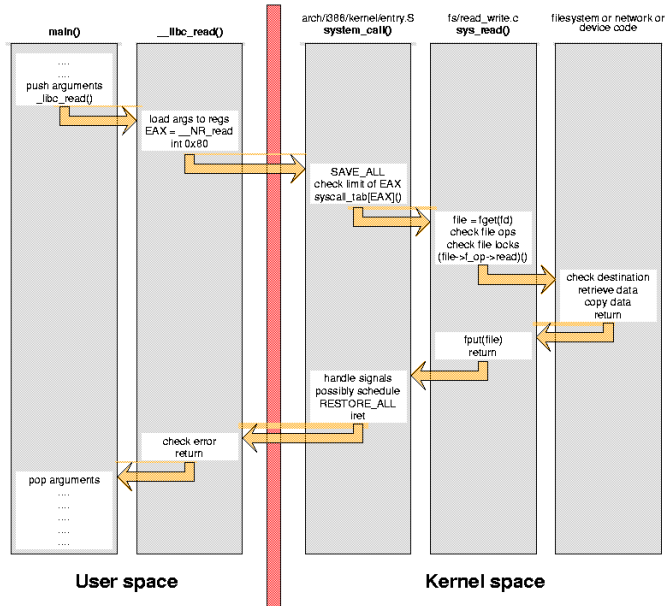 main()
__libc_read()
arch/i386/kernel/entry.S
system_call()
fs/read_write.c
sys_read()
filesystem or network or
device code
....
....
push arguments
_libc_read()
load args to regs
EAX = __NR_read
int 0x80
SAVE_ALL
check limit of EAX
syscall_tab[EAX]()
file = fget(fd)
check file ops
check file locks
(file->f_op->read)()
check destination
retrieve data
copy data
return
fput(file)
return
handle signals
possibly schedule
RESTORE_ALL
iret
check error
return
pop arguments
....
....
....
....
....
User space
Kernel space